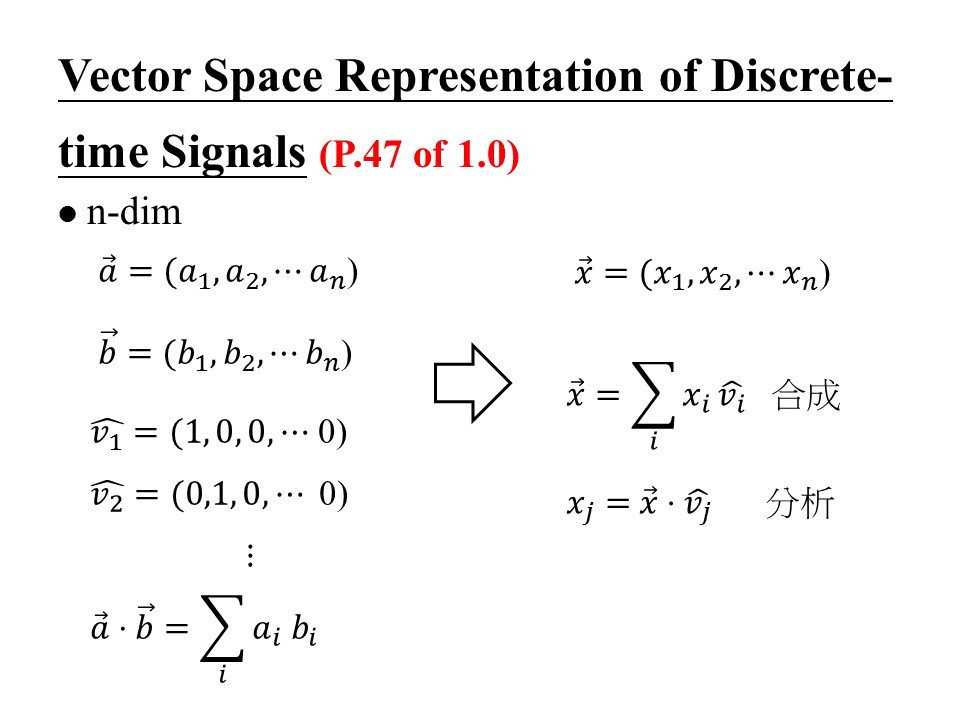 Vector Space Representation of Discrete-
time Signals (P.47 of 1.0)
● n-dim
$\vec{a} = (a_1, a_2, \cdots a_n)$
$\vec{b} = (b_1, b_2, \cdots b_n)$
$\widehat{v_1} = (1, 0, 0, \cdots 0)$
$\widehat{v_2} = (0,1, 0, \cdots 0)$
⋮
$\vec{a} \cdot \vec{b} = \sum_i a_i b_i$
$\vec{x} = (x_1, x_2, \cdots x_n)$
$\vec{x} = \sum_i x_i \widehat{v_i}$ 合成
$x_j = \vec{x} \cdot \widehat{v_j}$ 分析